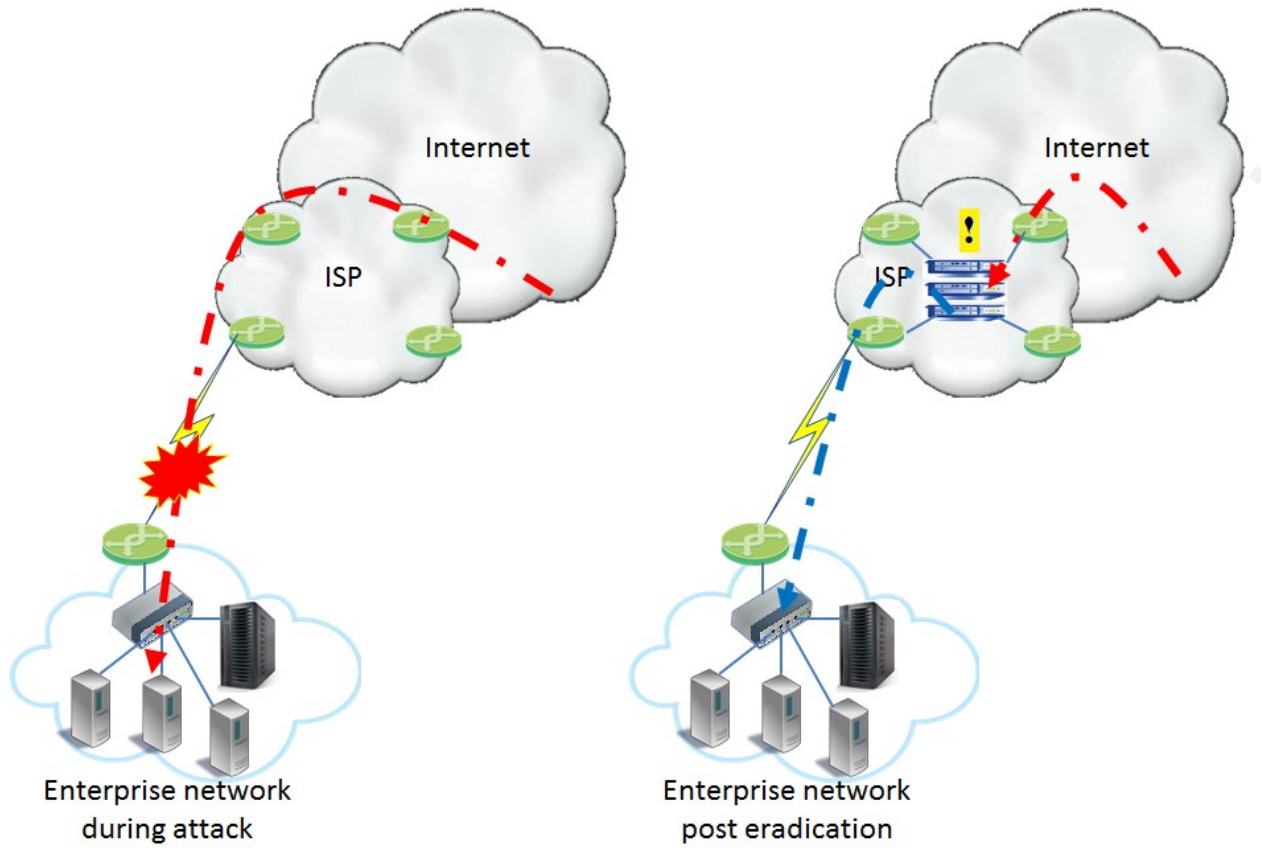 Internet
ISP
Enterprise network
during attack
Internet
!
ISP
Enterprise network
post eradication